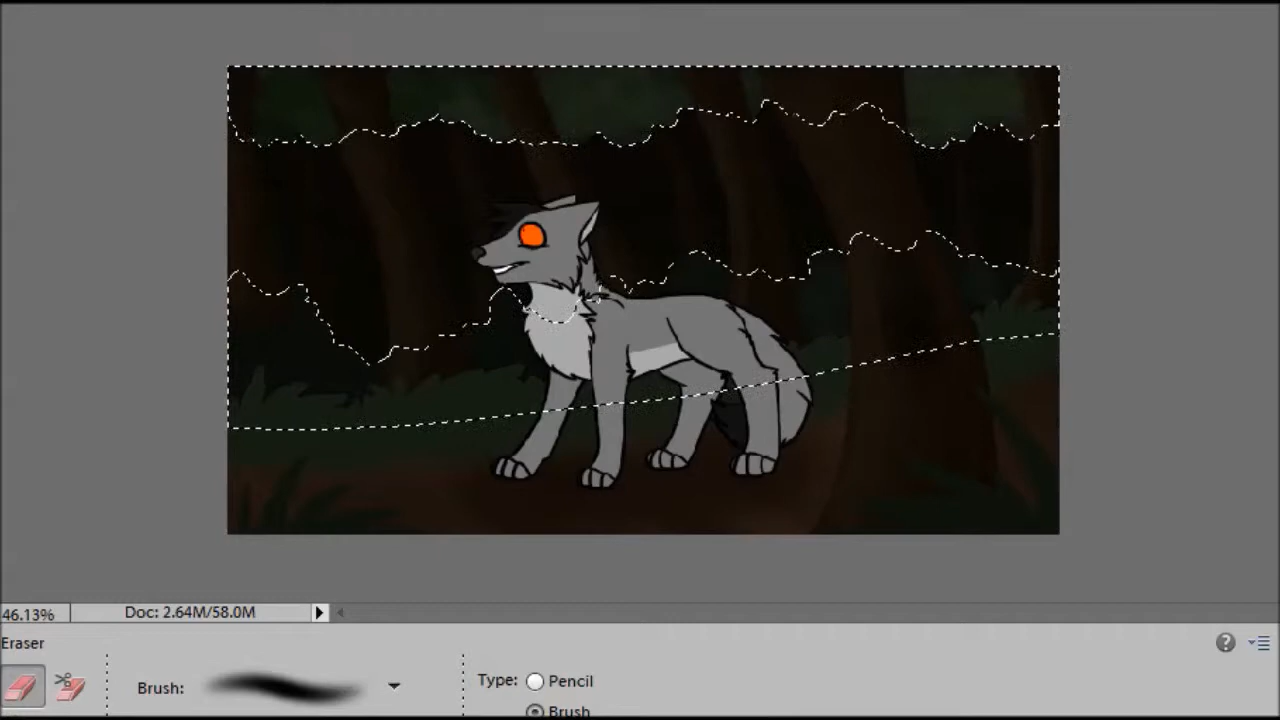 46.13%
Doc: 2.64M/58.0M
Eraser
?
Brush:
Type:
Pencil
Brush